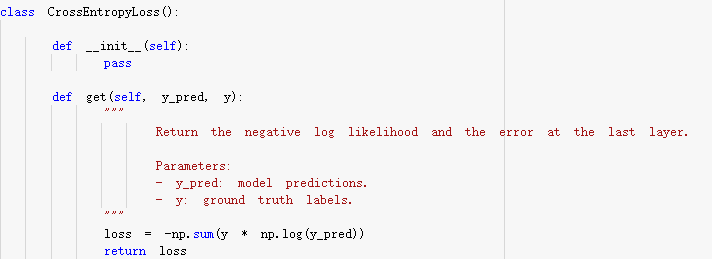 class CrossEntropyLoss():
def __init__(self):
pass
def get(self, y_pred, y):
"""
Return the negative log likelihood and the error at the last layer.
Parameters:
- y_pred: model predictions.
- y: ground truth labels.
"""
loss = -np.sum(y * np.log(y_pred))
return loss